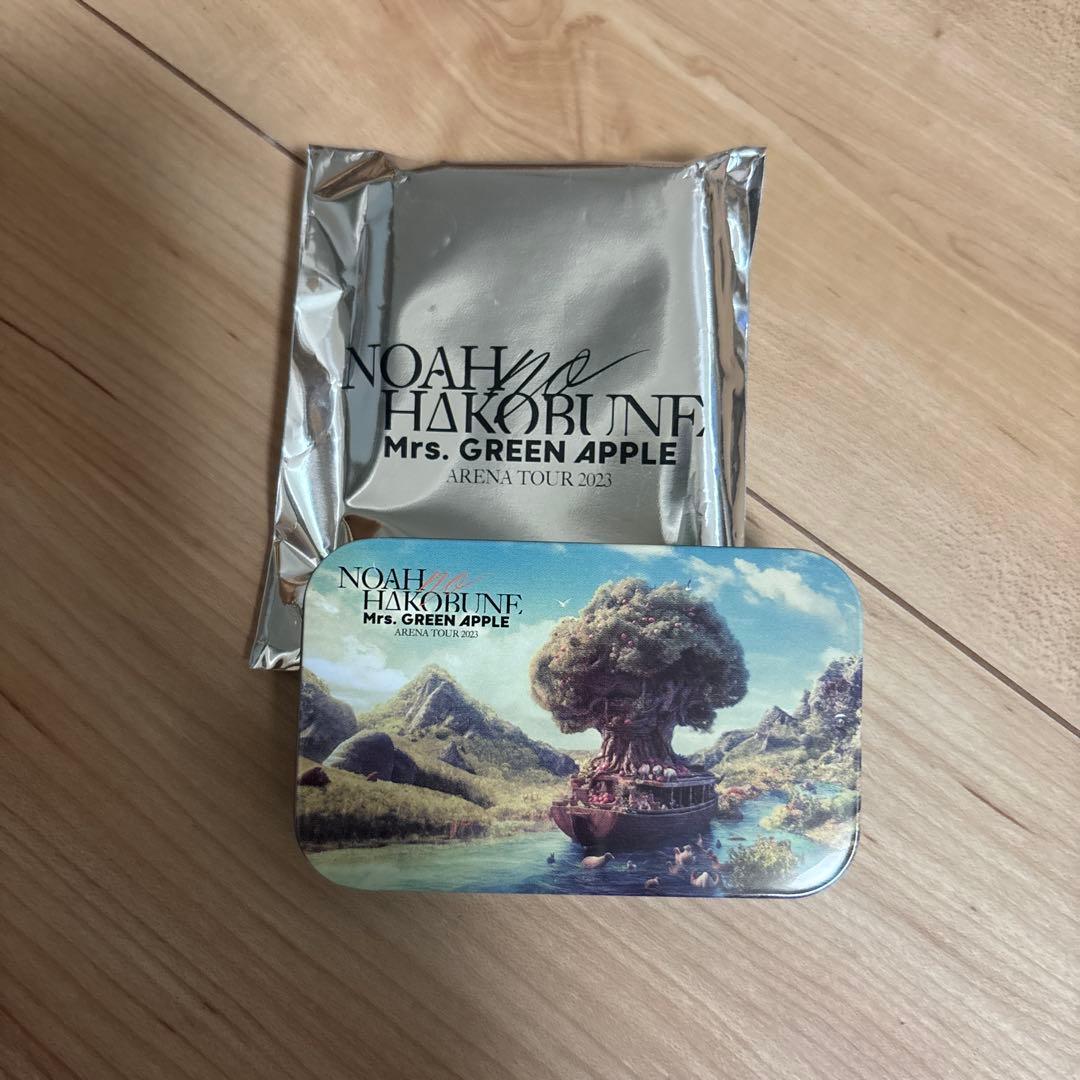 NOAH no
HAKOBUNE
Mrs. GREEN APPLE
ARENA TOUR 2023
NOAH no
HAKOBUNE
Mrs. GREEN APPLE
ARENA TOUR 2023